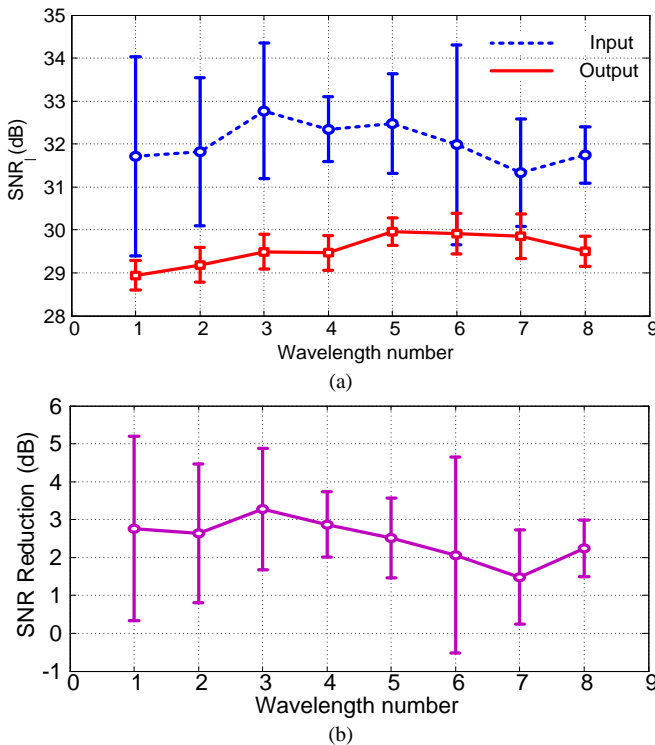 35
34
33
32
31
30
29
28
SNR| (dB)
Input
Output
0 1 2 3 4 5 6 7 8 9
Wavelength number
(a)
6
5
4
3
2
1
0
-1
SNR Reduction (dB)
0 1 2 3 4 5 6 7 8 9
Wavelength number
(b)